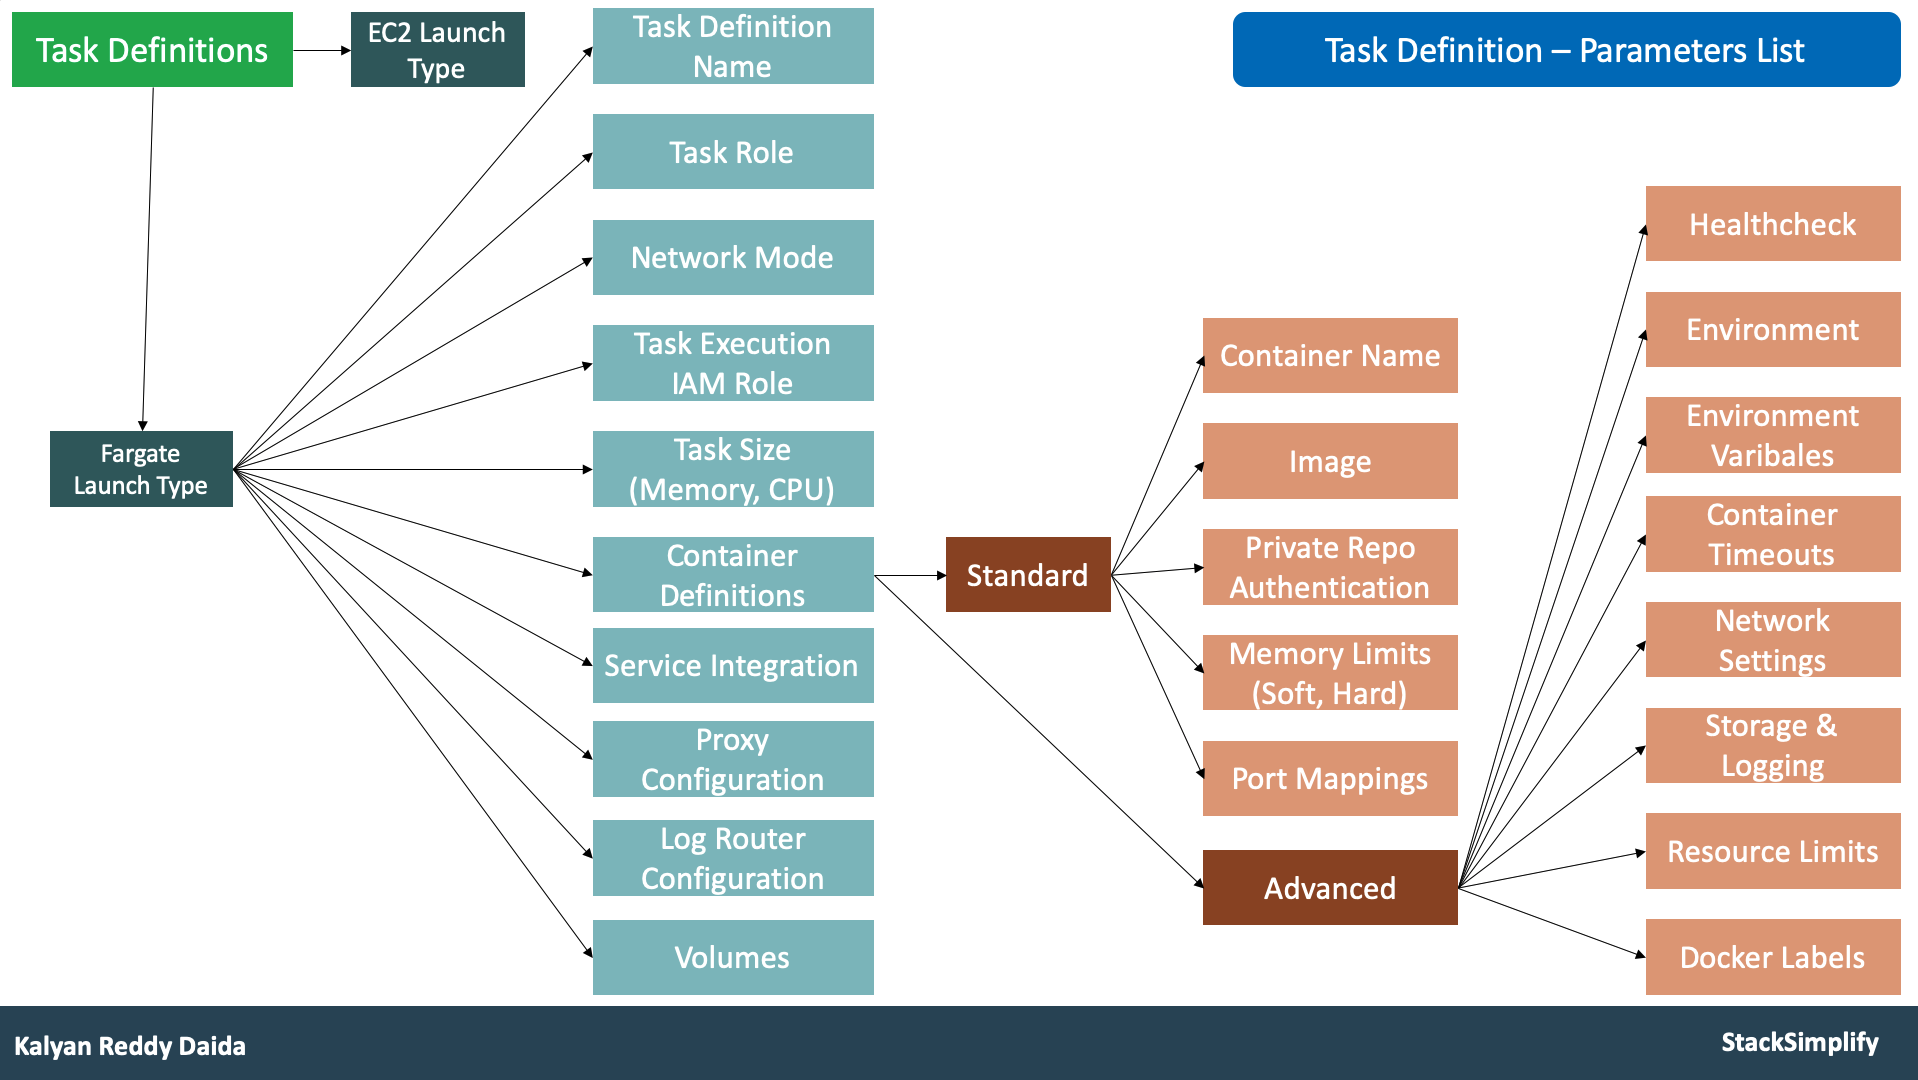 Task Definitions
EC2 Launch
Type
Task Definition – Parameters List
Fargate
Launch Type
Task Definition
Name
Task Role
Network Mode
Task Execution
IAM Role
Task Size
(Memory, CPU)
Container
Definitions
Service Integration
Proxy
Configuration
Log Router
Configuration
Volumes
Standard
Advanced
Container Name
Image
Private Repo
Authentication
Memory Limits
(Soft, Hard)
Port Mappings
Healthcheck
Environment
Environment
Varibales
Container
Timeouts
Network
Settings
Storage &
Logging
Resource Limits
Docker Labels
Kalyan Reddy Daida
StackSimplify